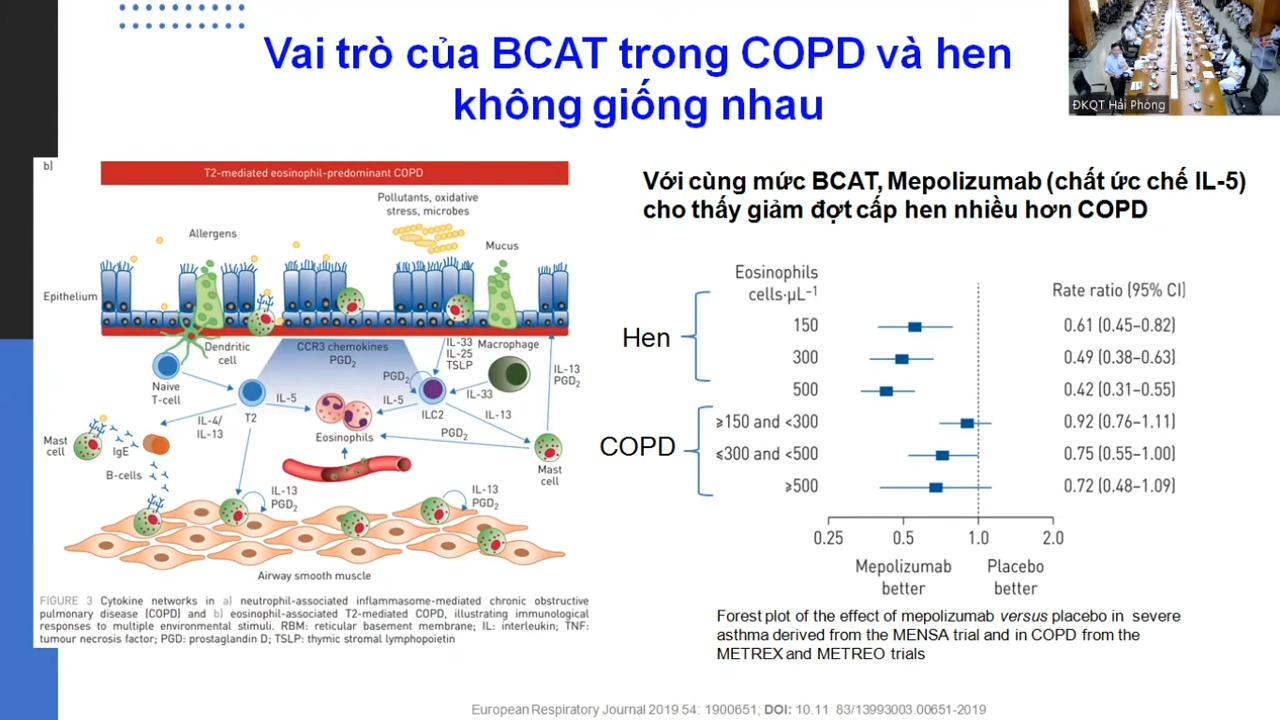 Vai trò của BCAT trong COPD và hen
không giống nhau
ĐKQT Hải Phòng
b)
T2-mediated eosinophil-predominant COPD
Pollutants, oxidative
stress, microbes
Allergens
Mucus
Epithelium
Dendritic
cell
CCR3 chemokines
PGD2
IL-33
IL-25
TSLP
Macrophage
Naive
T-cell
PGD2
IL-33
IL-13
PGD2
T2
IL-5
IL-5
ILC2
IL-13
IL-4/
IL-13
Eosinophils
PGD2
Mast
cell
IgE
B-cells
Mast
cell
IL-13
PGD2
IL-13
PGD2
Airway smooth muscle
FIGURE 3 Cytokine networks in a) neutrophil-associated inflammasome-mediated chronic obstructive
pulmonary disease (COPD) and b) eosinophil-associated T2-mediated COPD, illustrating immunological
responses to multiple environmental stimuli. RBM: reticular basement membrane; IL: interleukin; TNF:
tumour necrosis factor; PGD: prostaglandin D; TSLP: thymic stromal lymphopoietin
Với cùng mức BCAT, Mepolizumab (chất ức chế IL-5)
cho thấy giảm đợt cấp hen nhiều hơn COPD
Eosinophils
cells·µL−1
Rate ratio (95% CI)
Hen
150 0.61 (0.45–0.82)
300 0.49 (0.38–0.63)
500 0.42 (0.31–0.55)
COPD
≥150 and <300 0.92 (0.76–1.11)
≤300 and <500 0.75 (0.55–1.00)
≥500 0.72 (0.48–1.09)
0.25 0.5 1.0 2.0
Mepolizumab
better
Placebo
better
Forest plot of the effect of mepolizumab versus placebo in severe
asthma derived from the MENSA trial and in COPD from the
METREX and METREO trials
European Respiratory Journal 2019 54: 1900651; DOI: 10.11 83/13993003.00651-2019